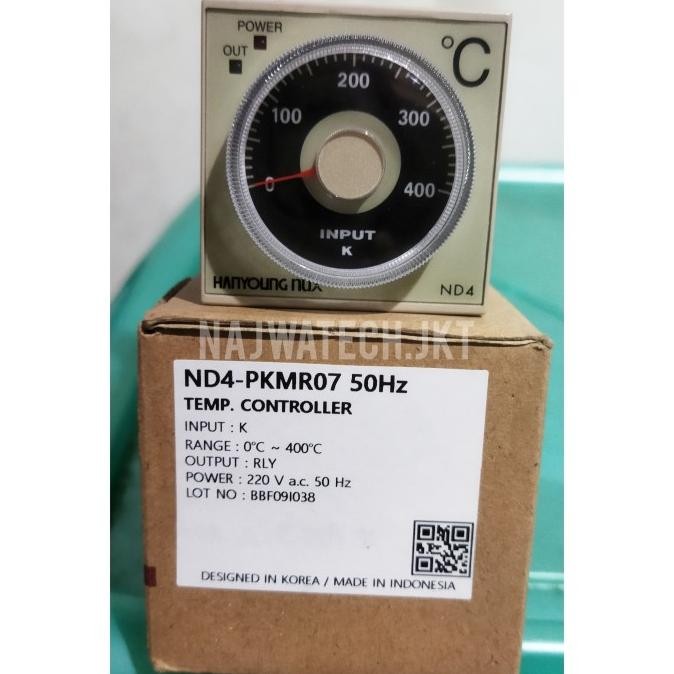 POWER
OUT
°C
0
100
200
300
400
INPUT
K
HANYOUNG NUX
ND4
NAJWATECH.JKT
ND4-PKMR07 50Hz
TEMP. CONTROLLER
INPUT : K
RANGE : 0℃ ~ 400℃
OUTPUT : RLY
POWER : 220 V a.c. 50 Hz
LOT NO : BBF09I038
DESIGNED IN KOREA / MADE IN INDONESIA